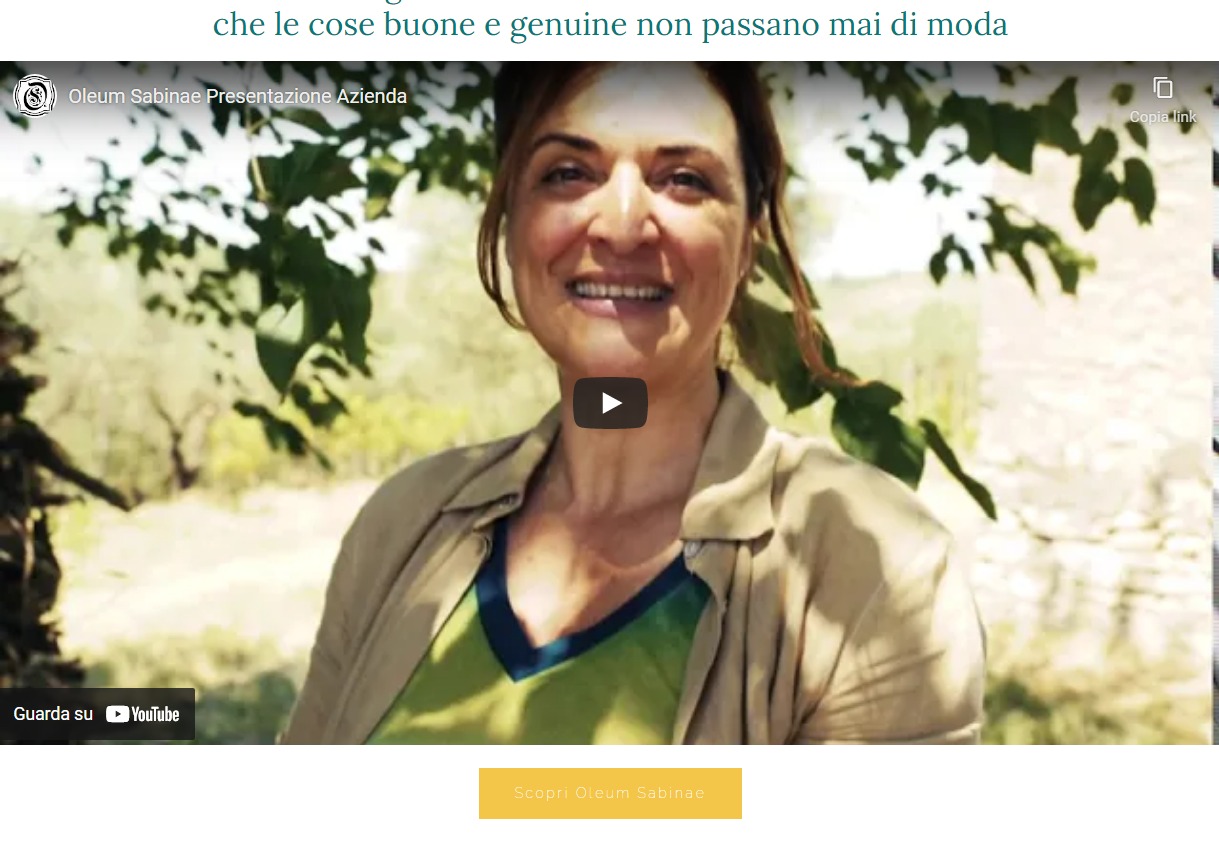 che le cose buone e genuine non passano mai di moda
Oleum Sabinae Presentazione Azienda
Copia link
Guarda su YouTube
Scopri Oleum Sabinae